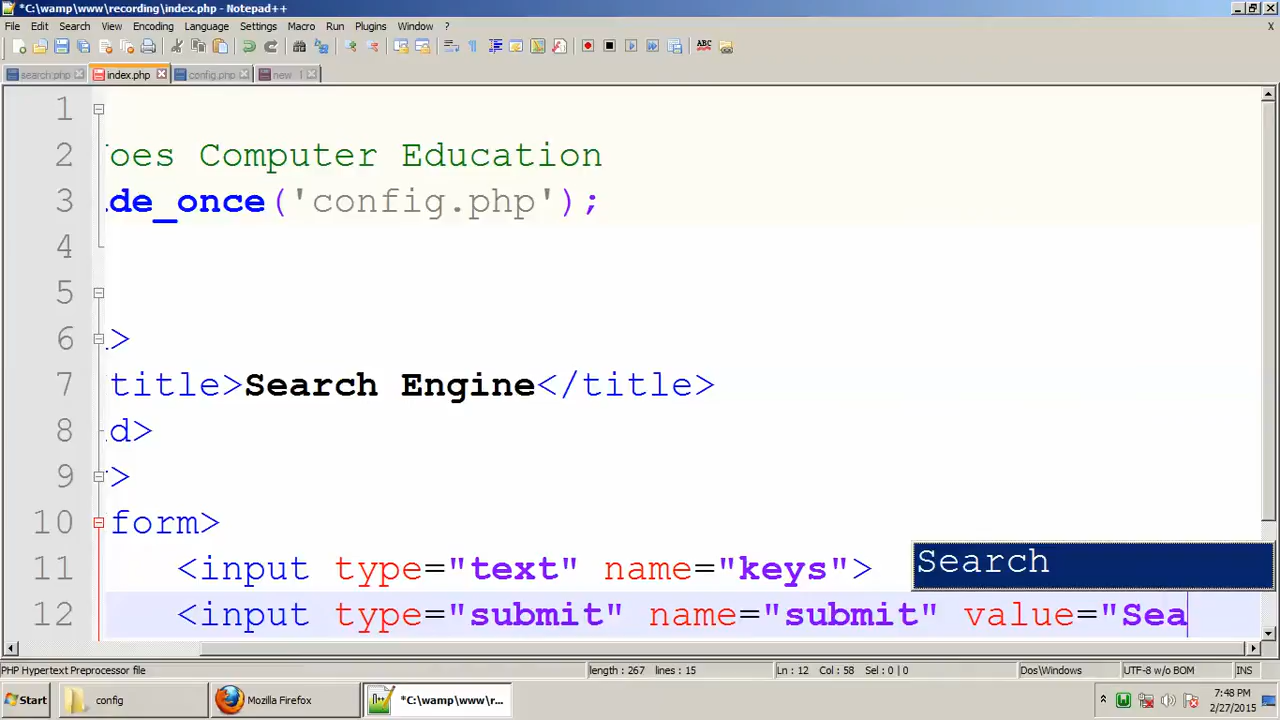 *C:\wamp\www\recording\index.php - Notepad++
File Edit Search View Encoding Language Settings Macro Run Plugins Window ? X
search.php index.php config.php new 1
1
2 oes Computer Education
3 de_once('config.php');
4
5
6 >
7 title>Search Engine</title>
8 d>
9 >
10 form>
11 <input type="text" name="keys">
Search
12 <input type="submit" name="submit" value="Sea
PHP Hypertext Preprocessor file length : 267 lines : 15 Ln : 12 Col : 58 Sel : 0 | 0 Dos\Windows UTF-8 w/o BOM INS
Start config Mozilla Firefox *C:\wamp\www\r... 7:48 PM
2/27/2015